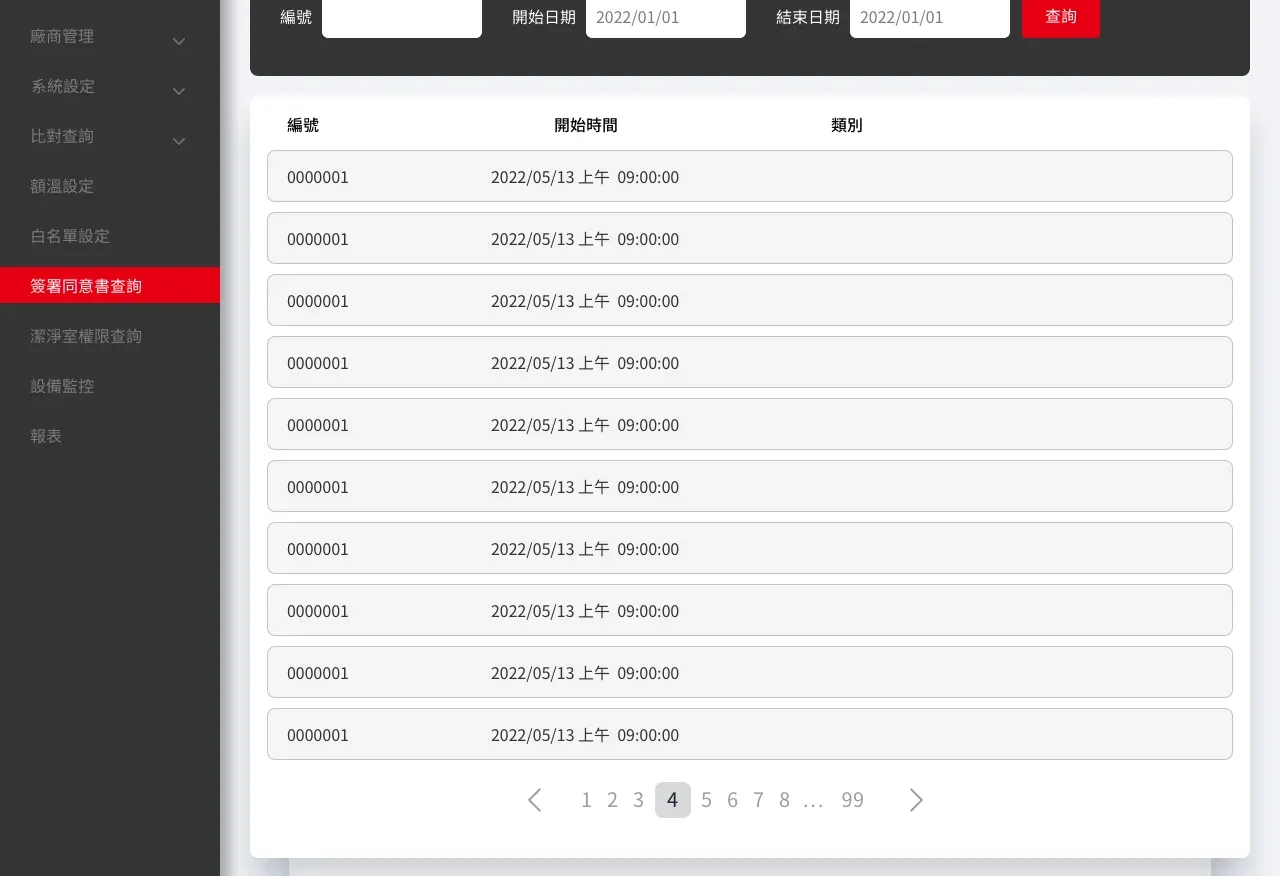 編號 開始日期 2022/01/01 結束日期 2022/01/01 查詢
廠商管理
系統設定
比對查詢
額溫設定
白名單設定
簽署同意書查詢
潔淨室權限查詢
設備監控
報表
編號 開始時間 類別
0000001 2022/05/13 上午 09:00:00
0000001 2022/05/13 上午 09:00:00
0000001 2022/05/13 上午 09:00:00
0000001 2022/05/13 上午 09:00:00
0000001 2022/05/13 上午 09:00:00
0000001 2022/05/13 上午 09:00:00
0000001 2022/05/13 上午 09:00:00
0000001 2022/05/13 上午 09:00:00
0000001 2022/05/13 上午 09:00:00
0000001 2022/05/13 上午 09:00:00
1 2 3 4 5 6 7 8 ... 99